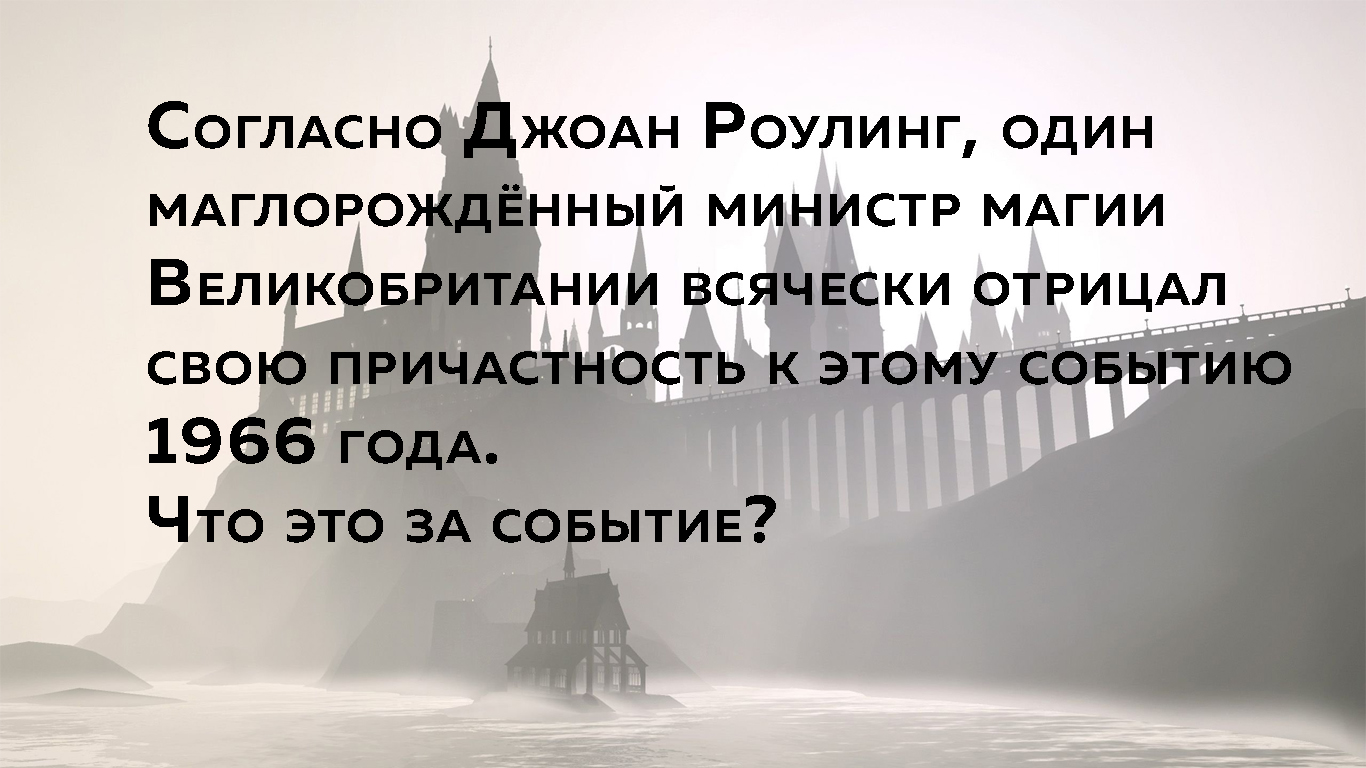 Согласно Джоан Роулинг, один
маглорождённый министр магии
Великобритании всячески отрицал
свою причастность к этому событию
1966 года.
Что это за событие?